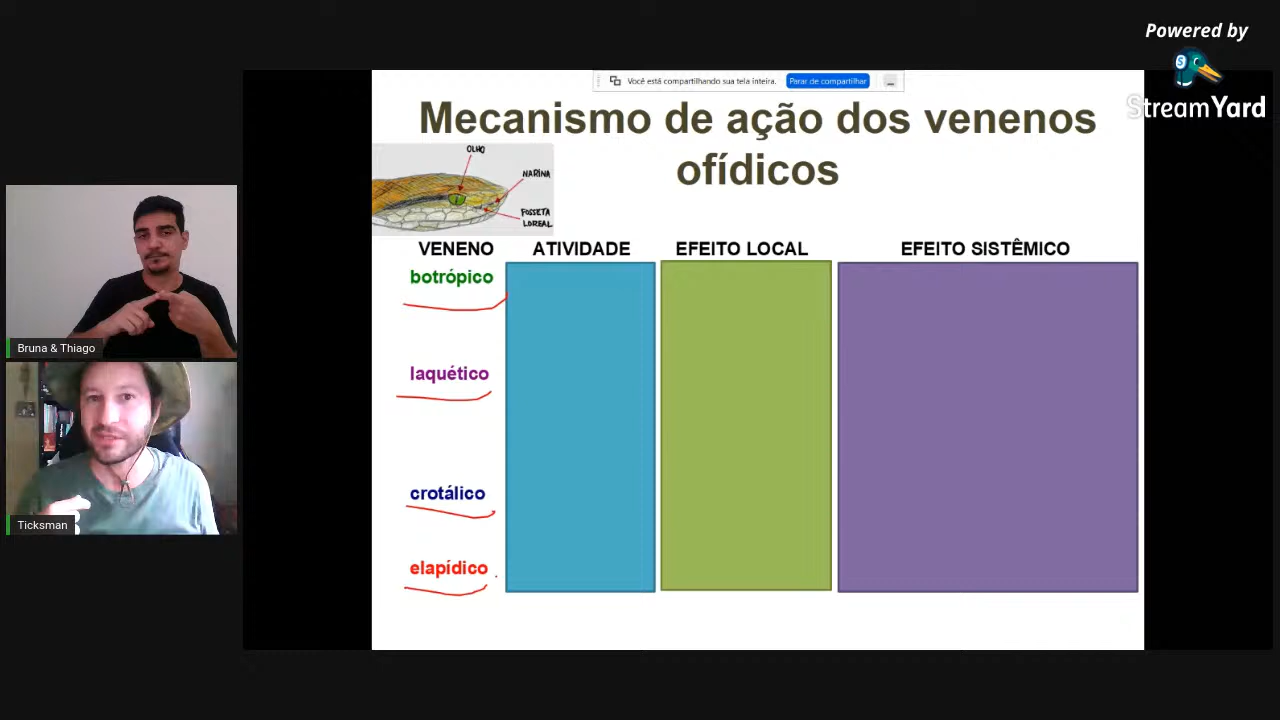 Powered by
StreamYard
Você está compartilhando sua tela inteira.
Parar de compartilhar
Mecanismo de ação dos venenos
ofídicos
OLHO
NARINA
FOSSETA
LOREAL
VENENO ATIVIDADE EFEITO LOCAL EFEITO SISTÊMICO
botrópico
laquético
crotálico
elapídico
Bruna & Thiago
Ticksman